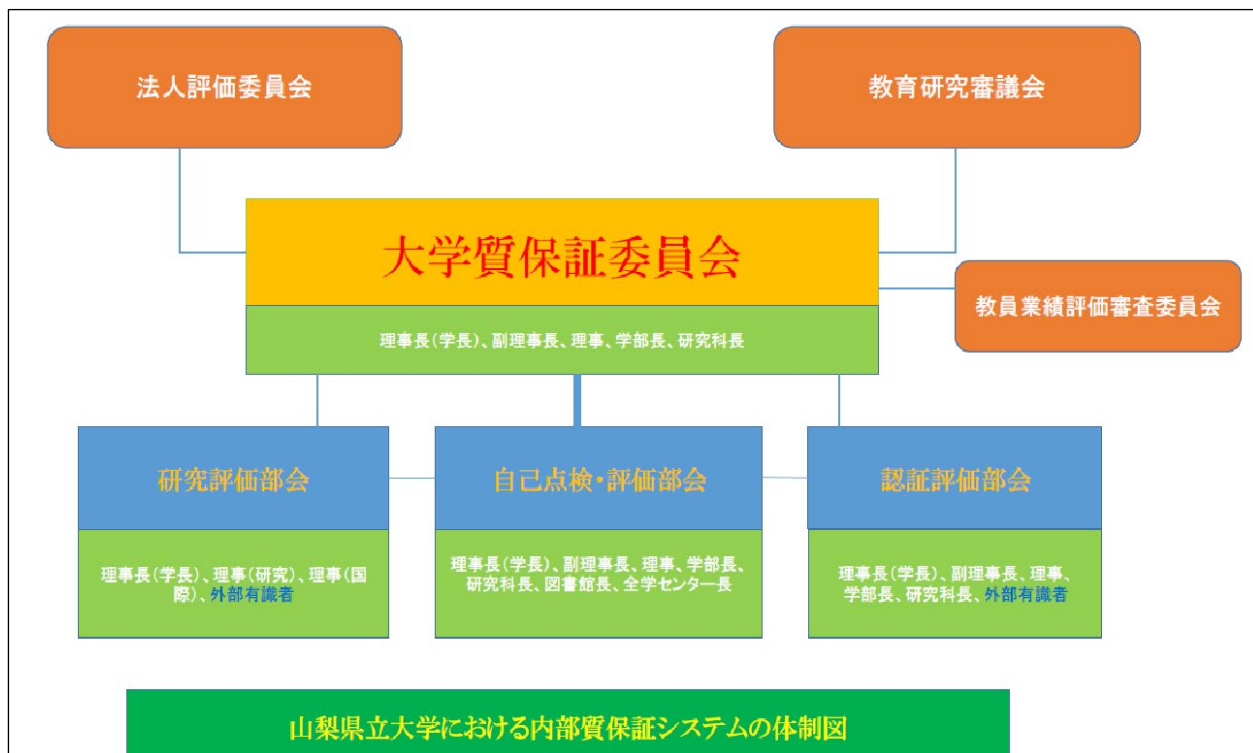 法人評価委員会
教育研究審議会
大学質保証委員会
理事長(学長)、副理事長、理事、学部長、研究科長
教員業績評価審査委員会
研究評価部会
理事長(学長)、理事(研究)、理事(国
際)、外部有識者
自己点検・評価部会
理事長(学長)、副理事長、理事、学部長、
研究科長、図書館長、全学センター長
認証評価部会
理事長(学長)、副理事長、理事、
学部長、研究科長、外部有識者
山梨県立大学における内部質保証システムの体制図